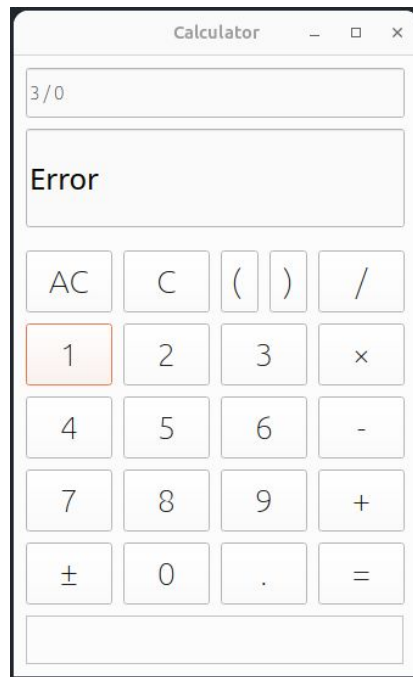 Calculator
3/0
Error
AC C ( ) /
1 2 3 ×
4 5 6 -
7 8 9 +
± 0 . =